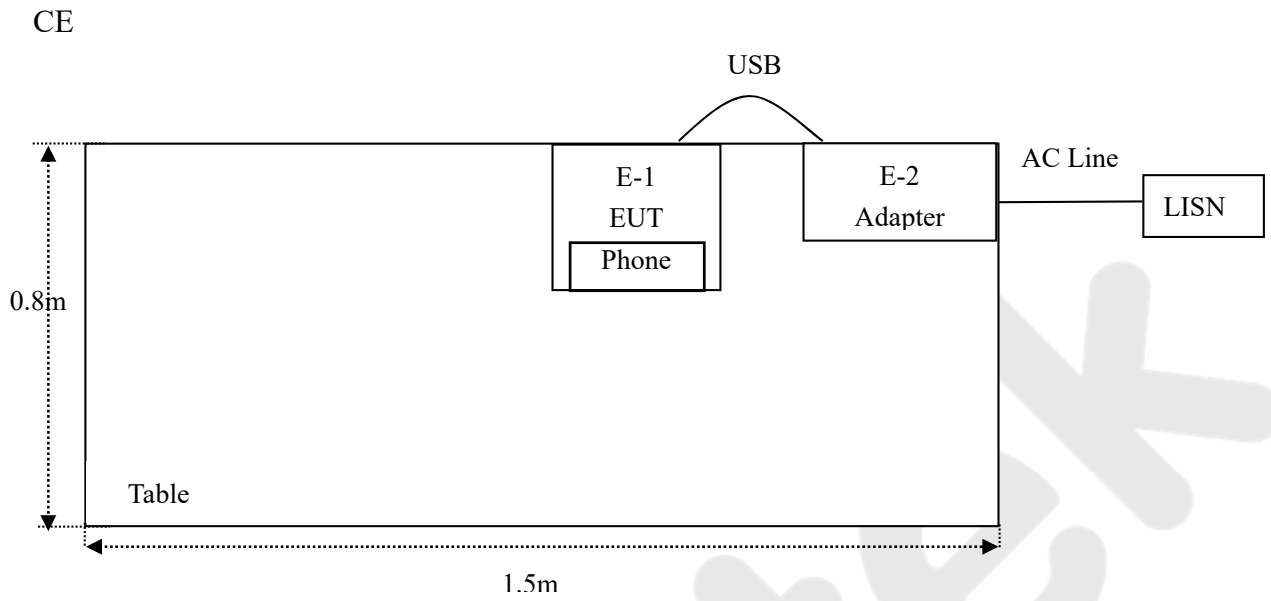 CE
USB
AC Line
E-1
EUT
Phone
E-2
Adapter
LISN
0.8m
Table
1.5m